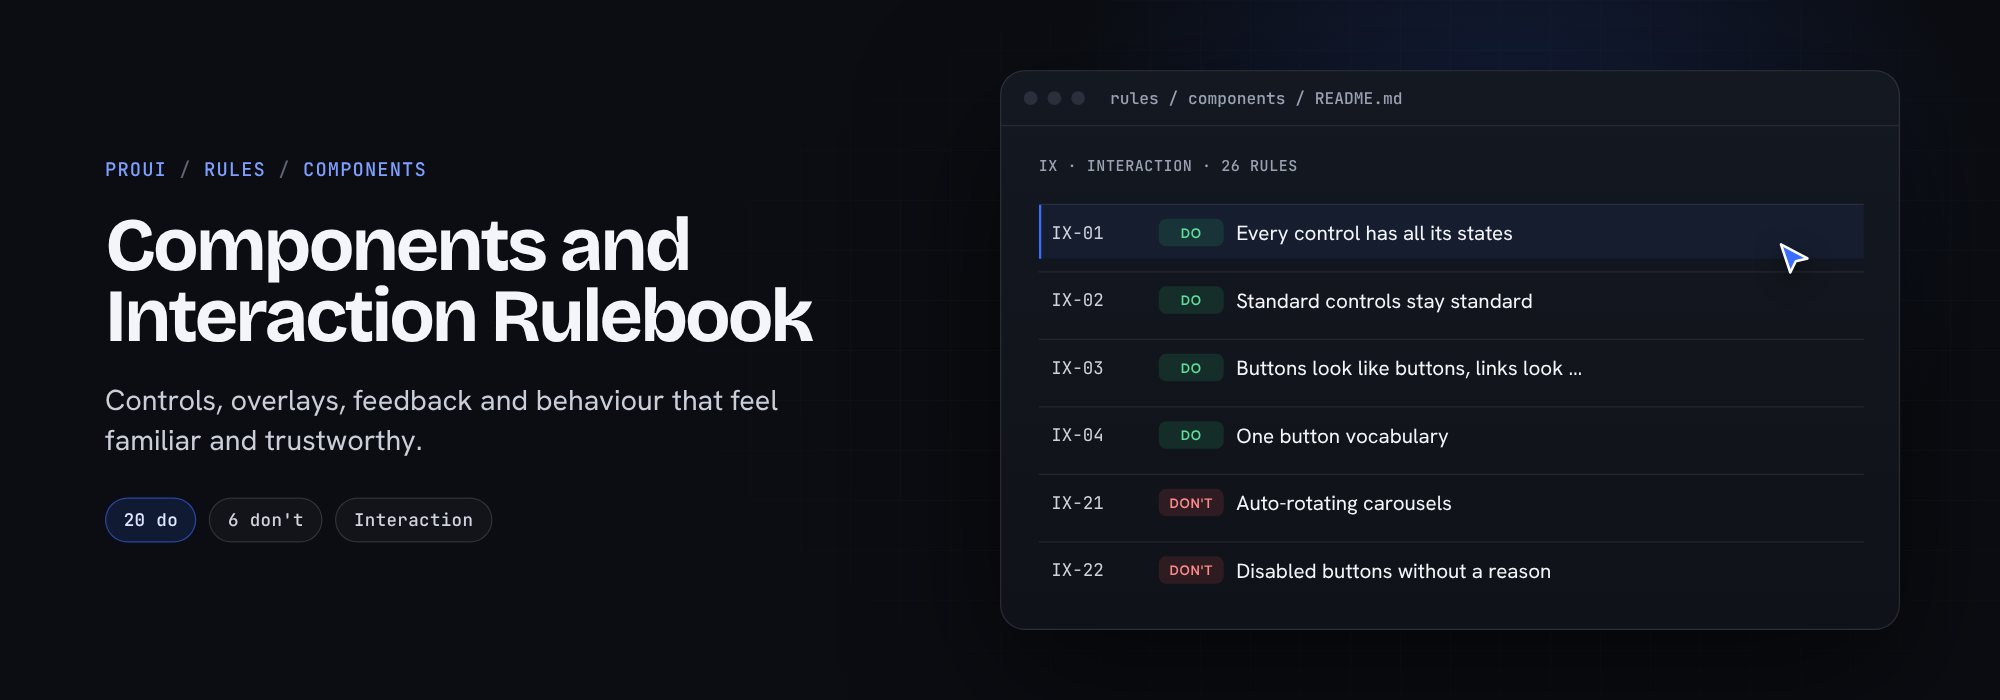 PROUI / RULES / COMPONENTS
Components and
Interaction Rulebook
Controls, overlays, feedback and behaviour that feel
familiar and trustworthy.
20 do
6 don't
Interaction
rules / components / README.md
IX · INTERACTION · 26 RULES
IX-01 DO Every control has all its states
IX-02 DO Standard controls stay standard
IX-03 DO Buttons look like buttons, links look ...
IX-04 DO One button vocabulary
IX-21 DON'T Auto-rotating carousels
IX-22 DON'T Disabled buttons without a reason